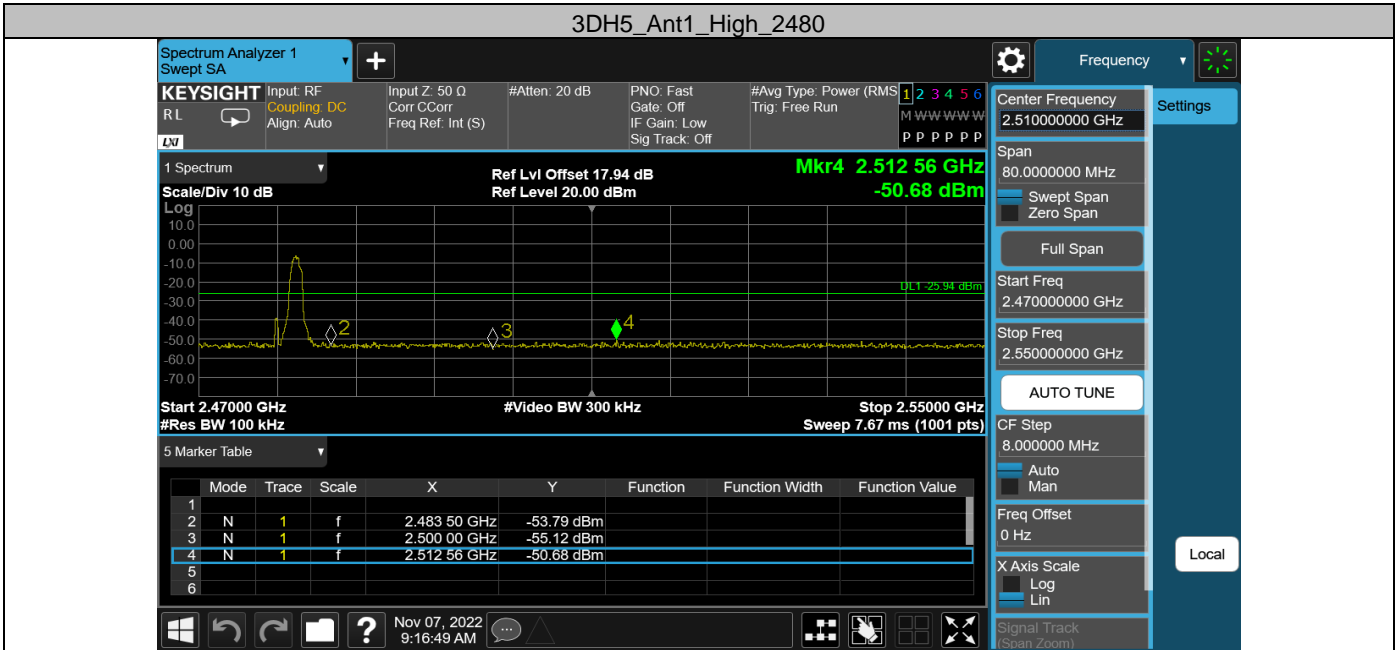 3DH5_Ant1_High_2480
Spectrum Analyzer 1
Swept SA
+
Frequency
KEYSIGHT
RL
LXI
Input: RF
Coupling: DC
Align: Auto
Input Z: 50 Ω
Corr CCorr
Freq Ref: Int (S)
#Atten: 20 dB
PNO: Fast
Gate: Off
IF Gain: Low
Sig Track: Off
#Avg Type: Power (RMS
Trig: Free Run
1 2 3 4 5 6
M W W W W W
P P P P P P
1 Spectrum
Scale/Div 10 dB
Ref Lvl Offset 17.94 dB
Ref Level 20.00 dBm
Mkr4 2.512 56 GHz
-50.68 dBm
Log
10.0
0.00
-10.0
-20.0
-30.0
-40.0
-50.0
-60.0
-70.0
DL1 -25.94 dBm
2
3
4
Start 2.47000 GHz
#Video BW 300 kHz
Stop 2.55000 GHz
#Res BW 100 kHz
Sweep 7.67 ms (1001 pts)
5 Marker Table
Mode Trace Scale X Y Function Function Width Function Value
1
2 N 1 f 2.483 50 GHz -53.79 dBm
3 N 1 f 2.500 00 GHz -55.12 dBm
4 N 1 f 2.512 56 GHz -50.68 dBm
5
6
?
Nov 07, 2022
9:16:49 AM
Center Frequency
2.510000000 GHz
Settings
Span
80.0000000 MHz
Swept Span
Zero Span
Full Span
Start Freq
2.470000000 GHz
Stop Freq
2.550000000 GHz
AUTO TUNE
CF Step
8.000000 MHz
Auto
Man
Freq Offset
0 Hz
Local
X Axis Scale
Log
Lin
Signal Track
(Span Zoom)